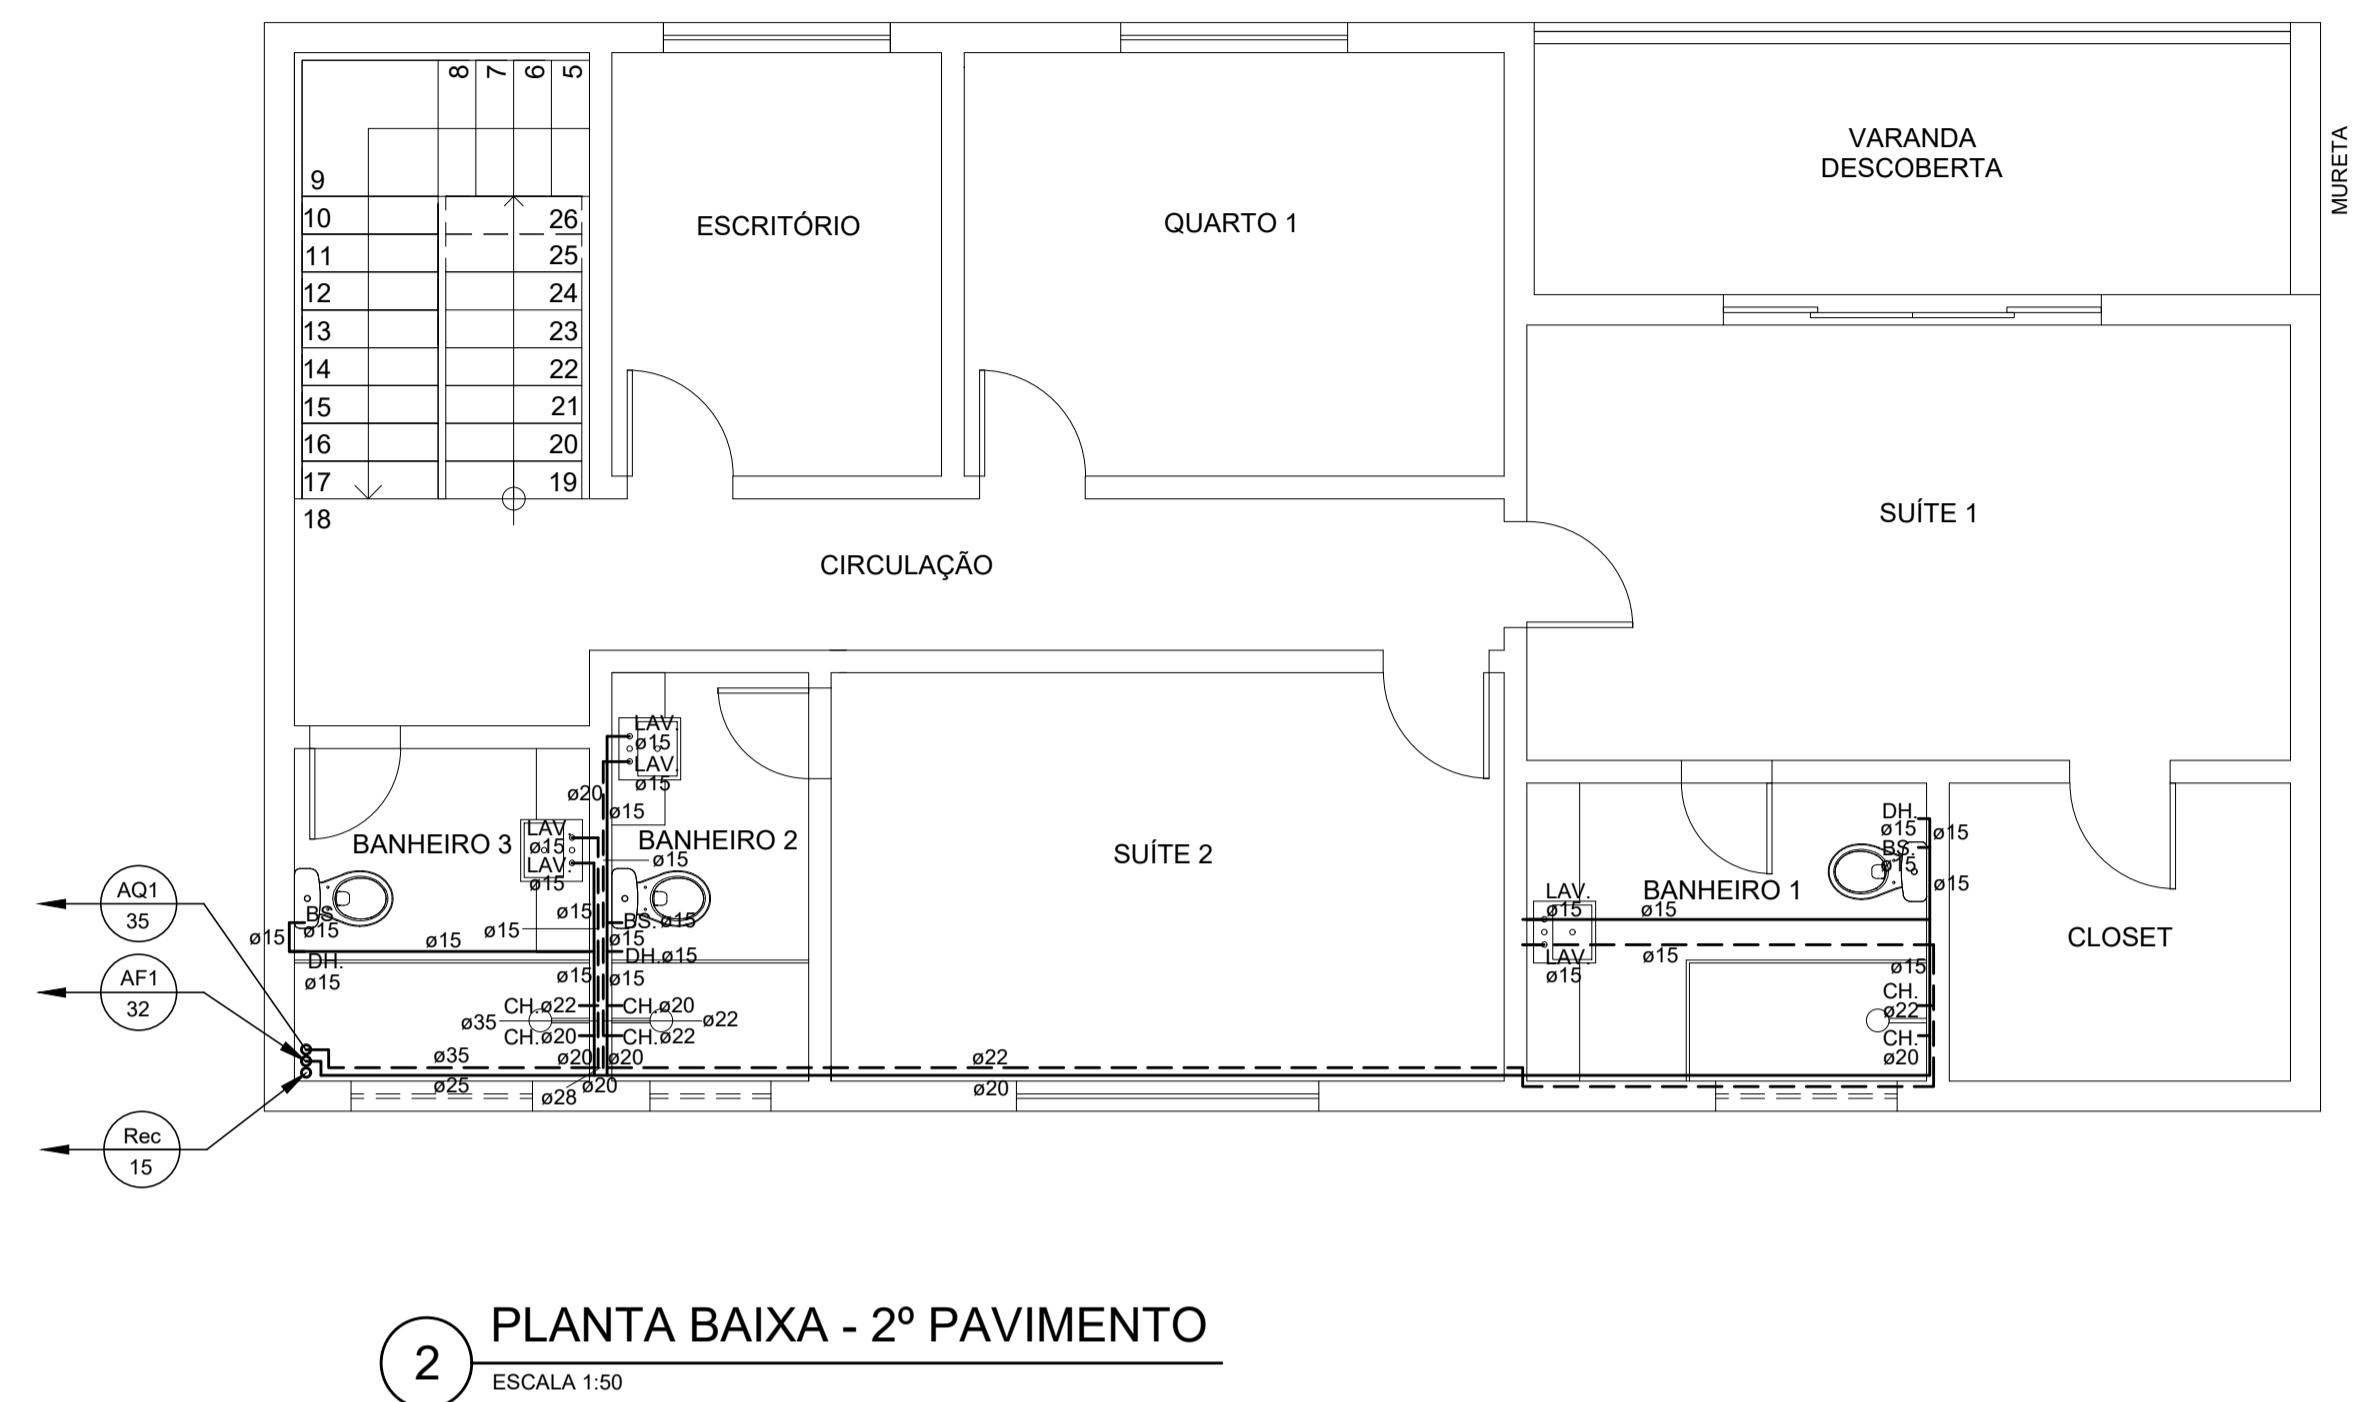 8
7
6
5
9
10
11
12
13
14
15
16
17
18
26
25
24
23
22
21
20
19
ESCRITÓRIO
QUARTO 1
VARANDA
DESCOBERTA
MURETA
SUÍTE 1
CIRCULAÇÃO
LAV.
ø15
LAV.
ø15
ø20
ø15
BANHEIRO 3
LAV.
ø15
LAV.
ø15
BANHEIRO 2
ø15
SUÍTE 2
DH.
ø15
BS.
ø15
ø15
ø15
BANHEIRO 1
LAV.
ø15
ø15
LAV.
ø15
ø15
ø15
CH.
ø22
CH.
ø20
CLOSET
AQ1
35
AF1
32
Rec
15
BS.
ø15
ø15
ø15
DH.
ø15
ø15
ø15
BS. ø15
ø15
DH.ø15
ø15
ø15
CH.ø22
CH.ø20
ø35
CH.ø20
CH.ø22
ø22
ø35
ø20
ø20
ø25
ø20
ø28
ø22
ø20
2
PLANTA BAIXA - 2º PAVIMENTO
ESCALA 1:50